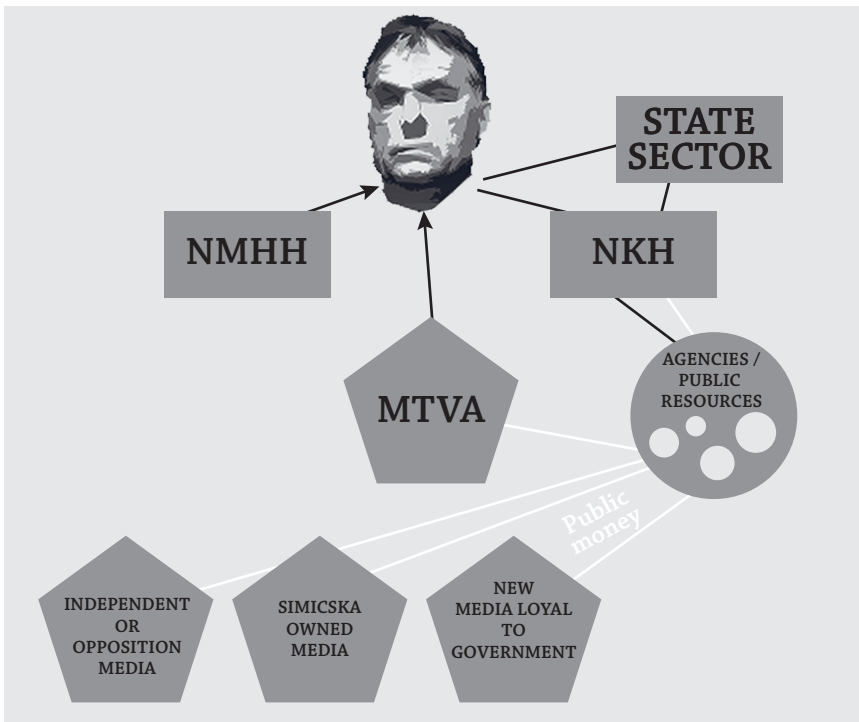 STATE
SECTOR
NMHH
NKH
AGENCIES /
PUBLIC
RESOURCES
MTVA
Public
money
INDEPENDENT
OR
OPPOSITION
MEDIA
SIMICSKA
OWNED
MEDIA
NEW
MEDIA LOYAL
TO
GOVERNMENT